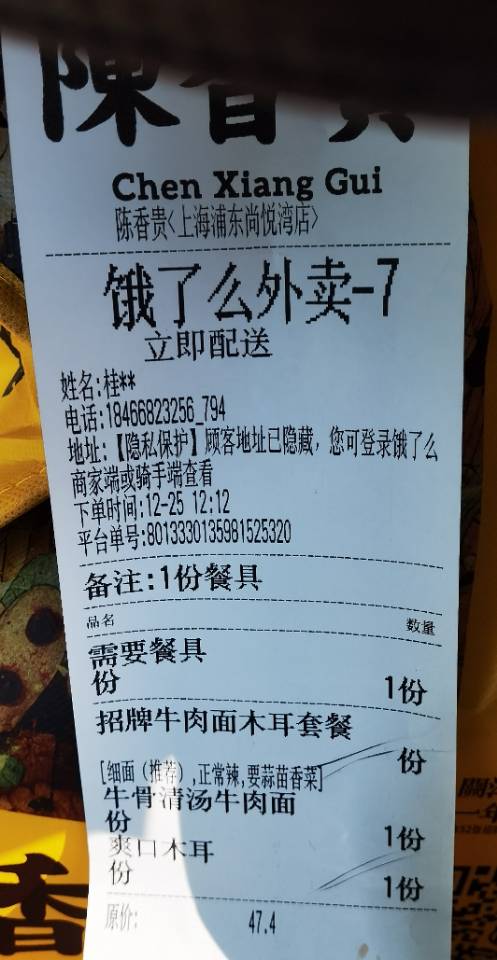 陳香貴
Chen Xiang Gui
陈香贵<上海浦东尚悦湾店>
饿了么外卖-7
立即配送
姓名:桂**
电话:18466823256_794
地址:【隐私保护】顾客地址已隐藏，您可登录饿了么
商家端或骑手端查看
下单时间:12-25 12:12
平台单号:8013330135981525320
备注:1份餐具
品名 数量
需要餐具
份 1份
招牌牛肉面木耳套餐
份
[细面（推荐）,正常辣,要蒜苗香菜]
牛骨清汤牛肉面
份 1份
爽口木耳
份 1份
原价: 47.4
香